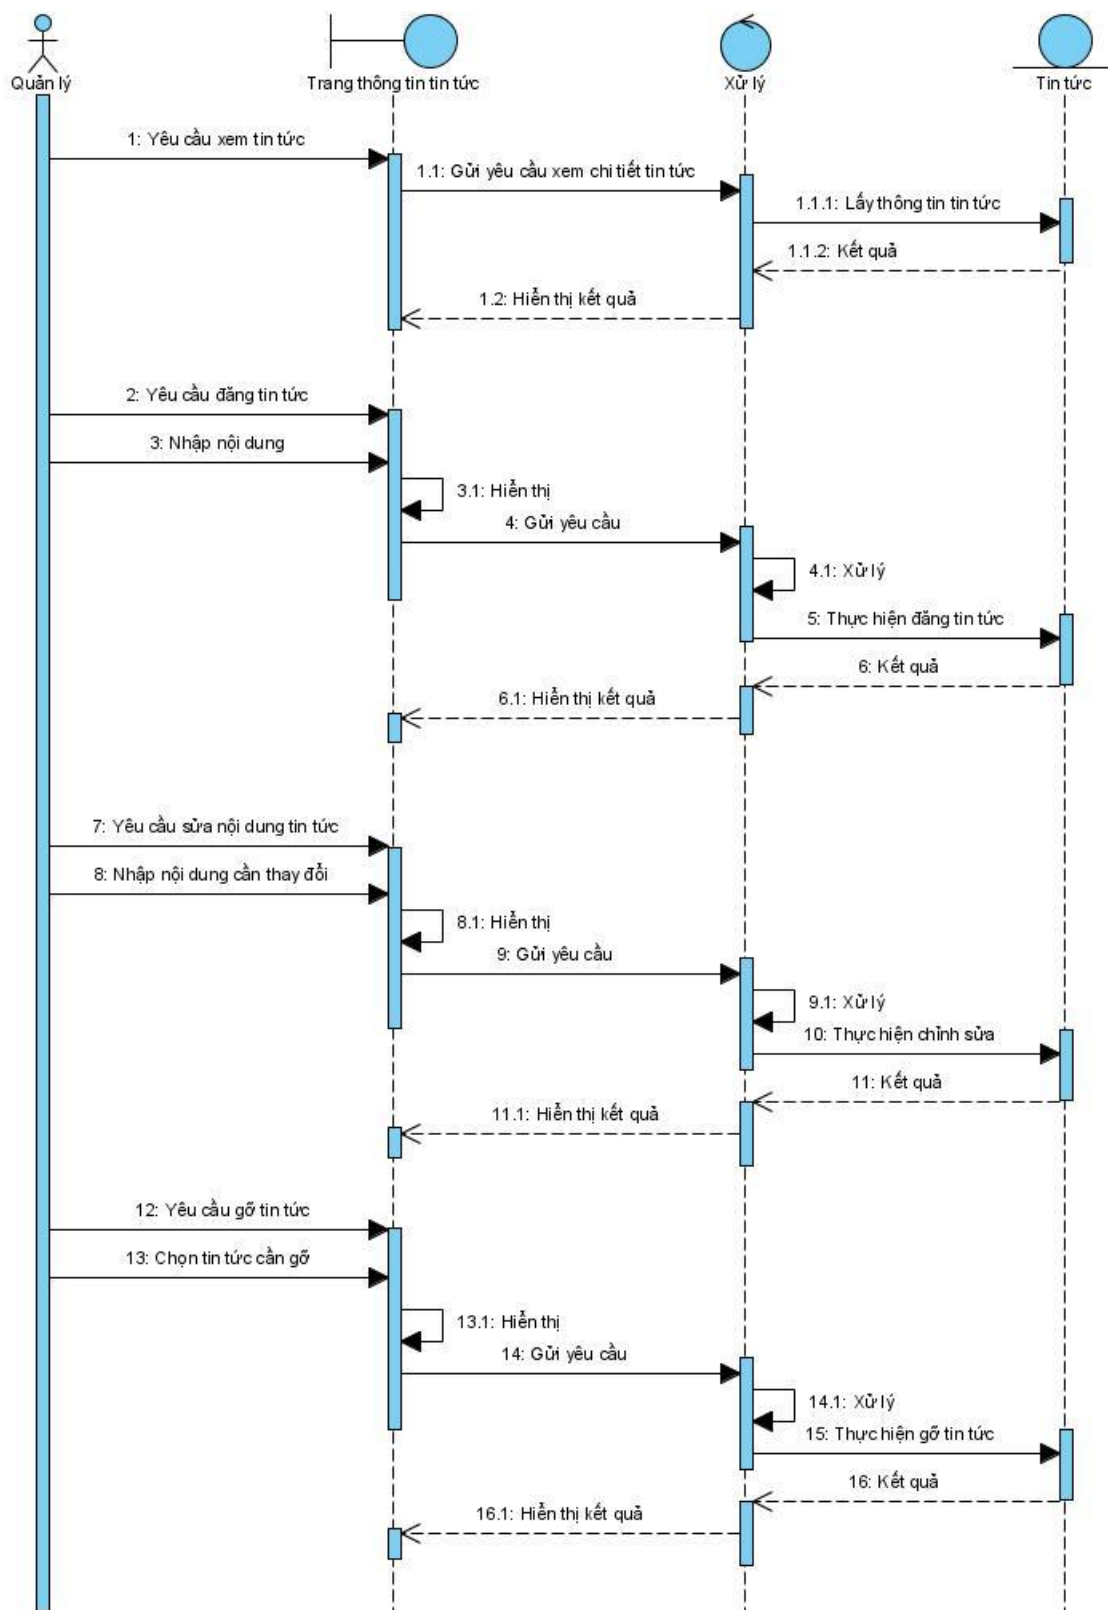 Quản lý
Trang thông tin tin tức
Xử lý
Tin tức
1: Yêu cầu xem tin tức
1.1: Gửi yêu cầu xem chi tiết tin tức
1.1.1: Lấy thông tin tin tức
1.1.2: Kết quả
1.2: Hiển thị kết quả
2: Yêu cầu đăng tin tức
3: Nhập nội dung
3.1: Hiển thị
4: Gửi yêu cầu
4.1: Xử lý
5: Thực hiện đăng tin tức
6: Kết quả
6.1: Hiển thị kết quả
7: Yêu cầu sửa nội dung tin tức
8: Nhập nội dung cần thay đổi
8.1: Hiển thị
9: Gửi yêu cầu
9.1: Xử lý
10: Thực hiện chỉnh sửa
11: Kết quả
11.1: Hiển thị kết quả
12: Yêu cầu gỡ tin tức
13: Chọn tin tức cần gỡ
13.1: Hiển thị
14: Gửi yêu cầu
14.1: Xử lý
15: Thực hiện gỡ tin tức
16: Kết quả
16.1: Hiển thị kết quả